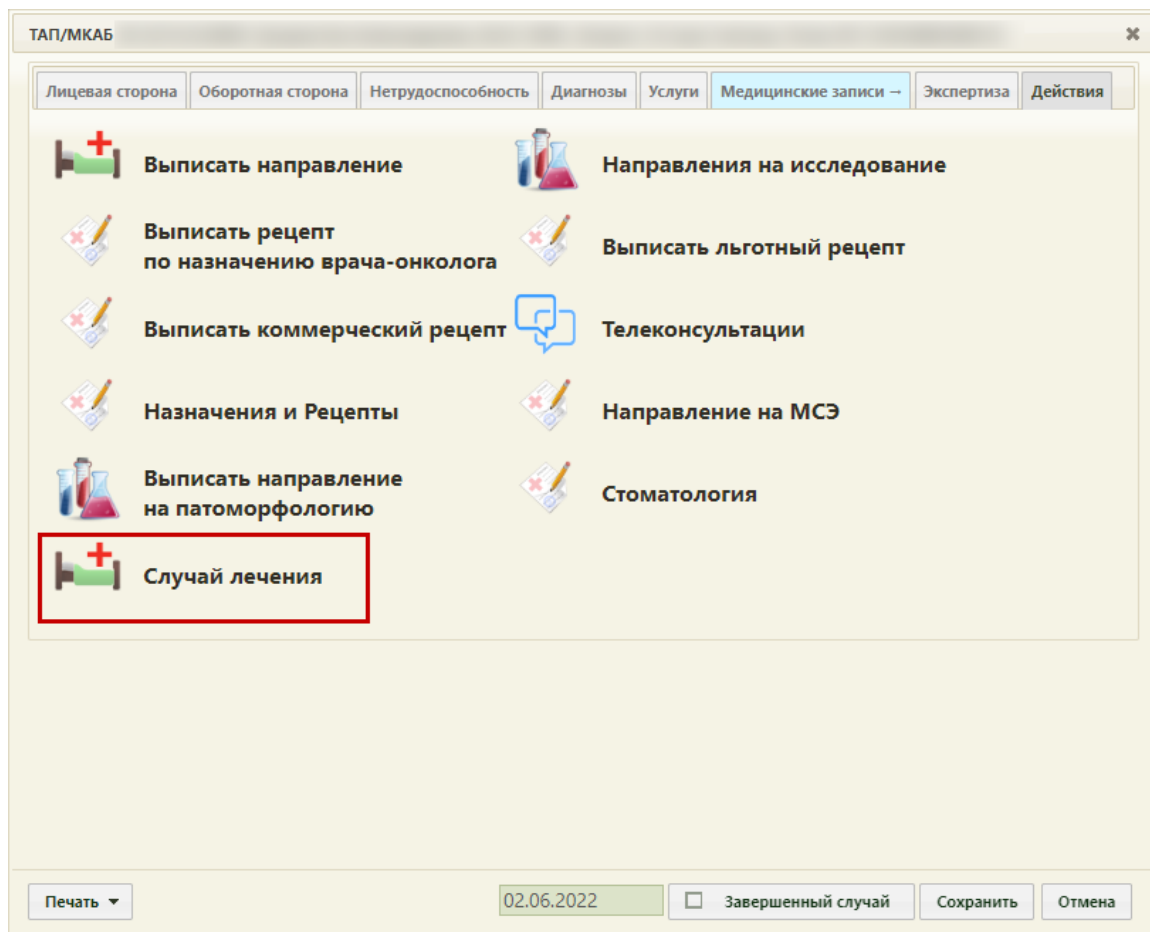 ТАП/МКАБ
Лицевая сторона Оборотная сторона Нетрудоспособность Диагнозы Услуги Медицинские записи → Экспертиза Действия
Выписать направление
Направления на исследование
Выписать рецепт
по назначению врача-онколога
Выписать льготный рецепт
Выписать коммерческий рецепт
Телеконсультации
Назначения и Рецепты
Направление на МСЭ
Выписать направление
на патоморфологию
Стоматология
Случай лечения
Печать 02.06.2022 Завершенный случай Сохранить Отмена